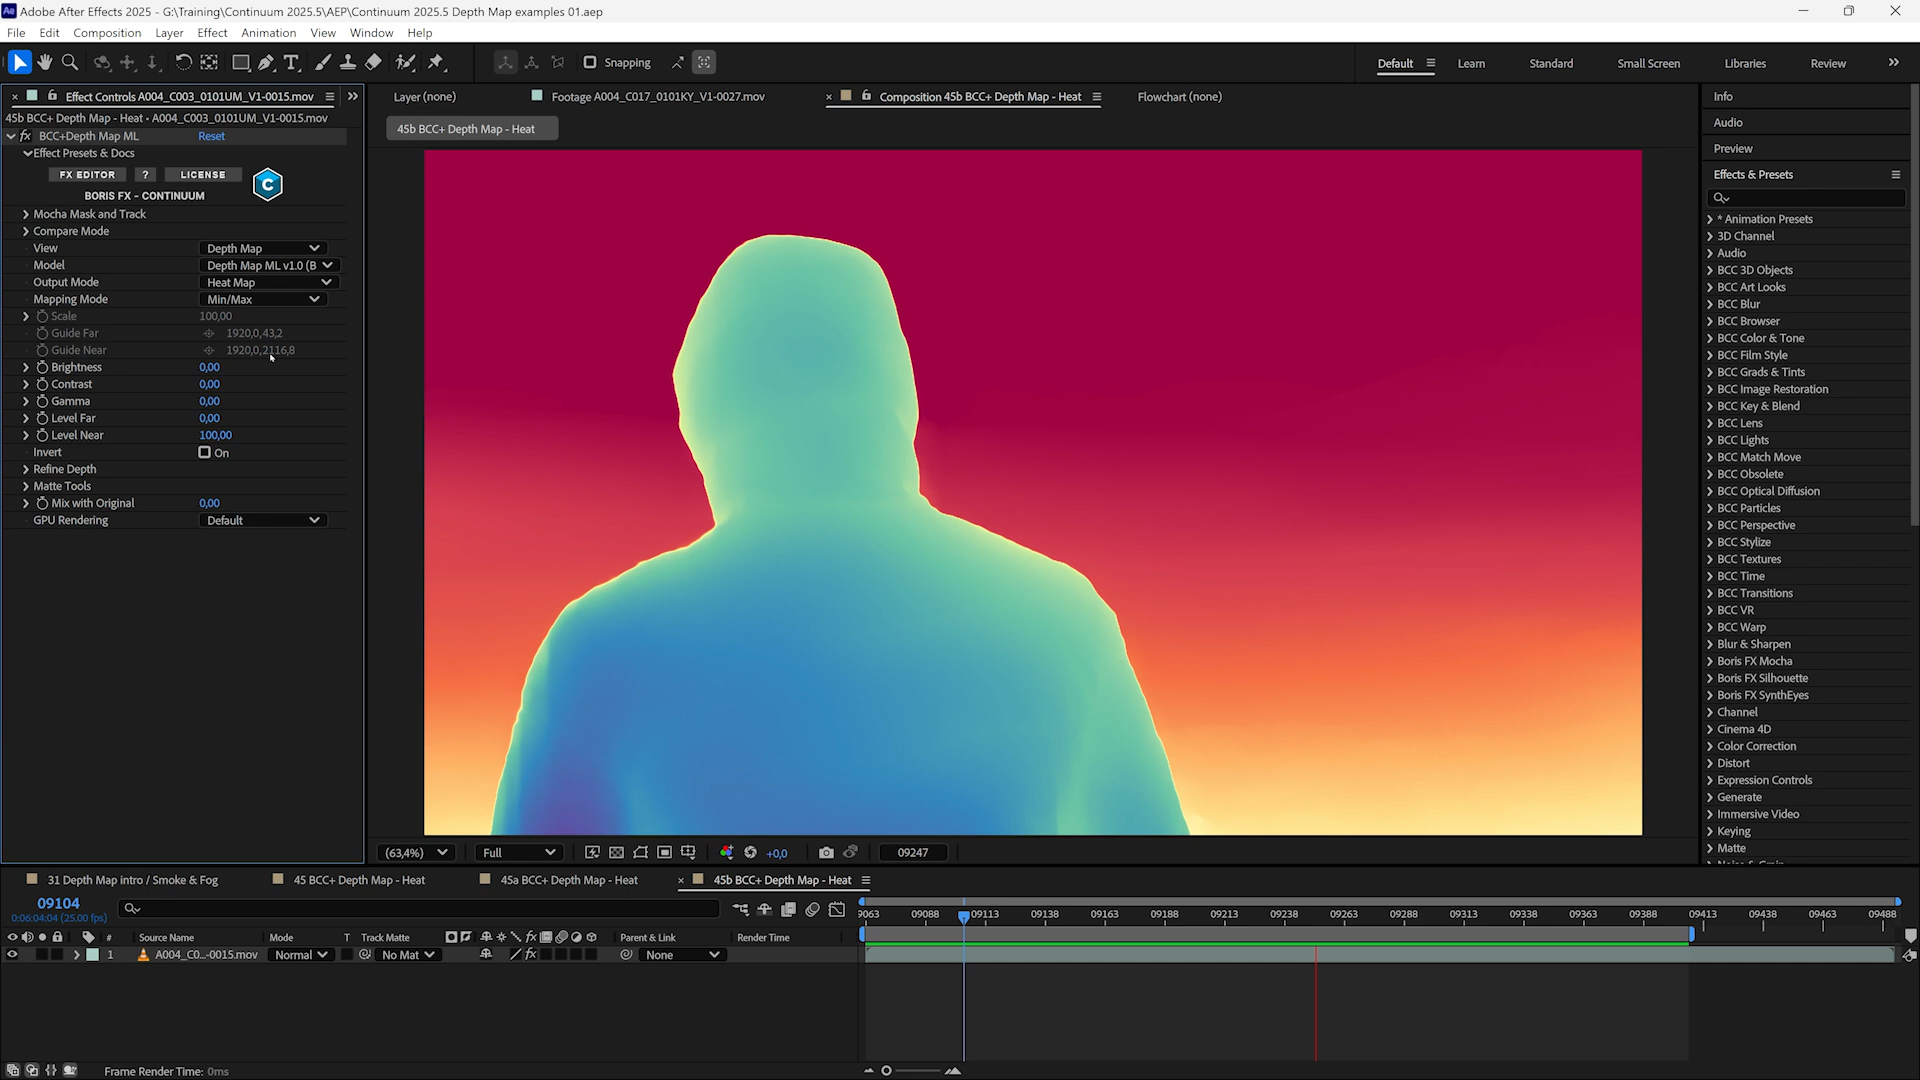 Ae Adobe After Effects 2025 - G:\Training\Continuum 2025.5\AEP\Continuum 2025.5 Depth Map examples 01.aep
File Edit Composition Layer Effect Animation View Window Help
Snapping
Default Learn Standard Small Screen Libraries Review
Effect Controls A004_C003_0101UM_V1-0015.mov
45b BCC+ Depth Map - Heat • A004_C003_0101UM_V1-0015.mov
fx BCC+Depth Map ML Reset
Effect Presets & Docs
FX EDITOR ? LICENSE C
BORIS FX - CONTINUUM
Mocha Mask and Track
Compare Mode
View Depth Map
Model Depth Map ML v1.0 (B
Output Mode Heat Map
Mapping Mode Min/Max
Scale 100,00
Guide Far 1920,0,43,2
Guide Near 1920,0,2116,8
Brightness 0,00
Contrast 0,00
Gamma 0,00
Level Far 0,00
Level Near 100,00
Invert On
Refine Depth
Matte Tools
Mix with Original 0,00
GPU Rendering Default
Layer (none) Footage A004_C017_0101KY_V1-0027.mov Composition 45b BCC+ Depth Map - Heat Flowchart (none)
45b BCC+ Depth Map - Heat
(63,4%) Full +0,0 09247
Info
Audio
Preview
Effects & Presets
* Animation Presets
3D Channel
Audio
BCC 3D Objects
BCC Art Looks
BCC Blur
BCC Browser
BCC Color & Tone
BCC Film Style
BCC Grads & Tints
BCC Image Restoration
BCC Key & Blend
BCC Lens
BCC Lights
BCC Match Move
BCC Obsolete
BCC Optical Diffusion
BCC Particles
BCC Perspective
BCC Stylize
BCC Textures
BCC Time
BCC Transitions
BCC VR
BCC Warp
Blur & Sharpen
Boris FX Mocha
Boris FX Silhouette
Boris FX SynthEyes
Channel
Cinema 4D
Color Correction
Distort
Expression Controls
Generate
Immersive Video
Keying
Matte
31 Depth Map intro / Smoke & Fog 45 BCC+ Depth Map - Heat 45a BCC+ Depth Map - Heat 45b BCC+ Depth Map - Heat
09104
0:06:04:04 (25.00 fps)
09088 09113 09138 09163 09188 09213 09238 09263 09288 09313 09338 09363 09388 09413 09438 09463 09488
# Source Name Mode T Track Matte fx Parent & Link Render Time
1 A004_C0...-0015.mov Normal No Mat fx None
Frame Render Time: 0ms